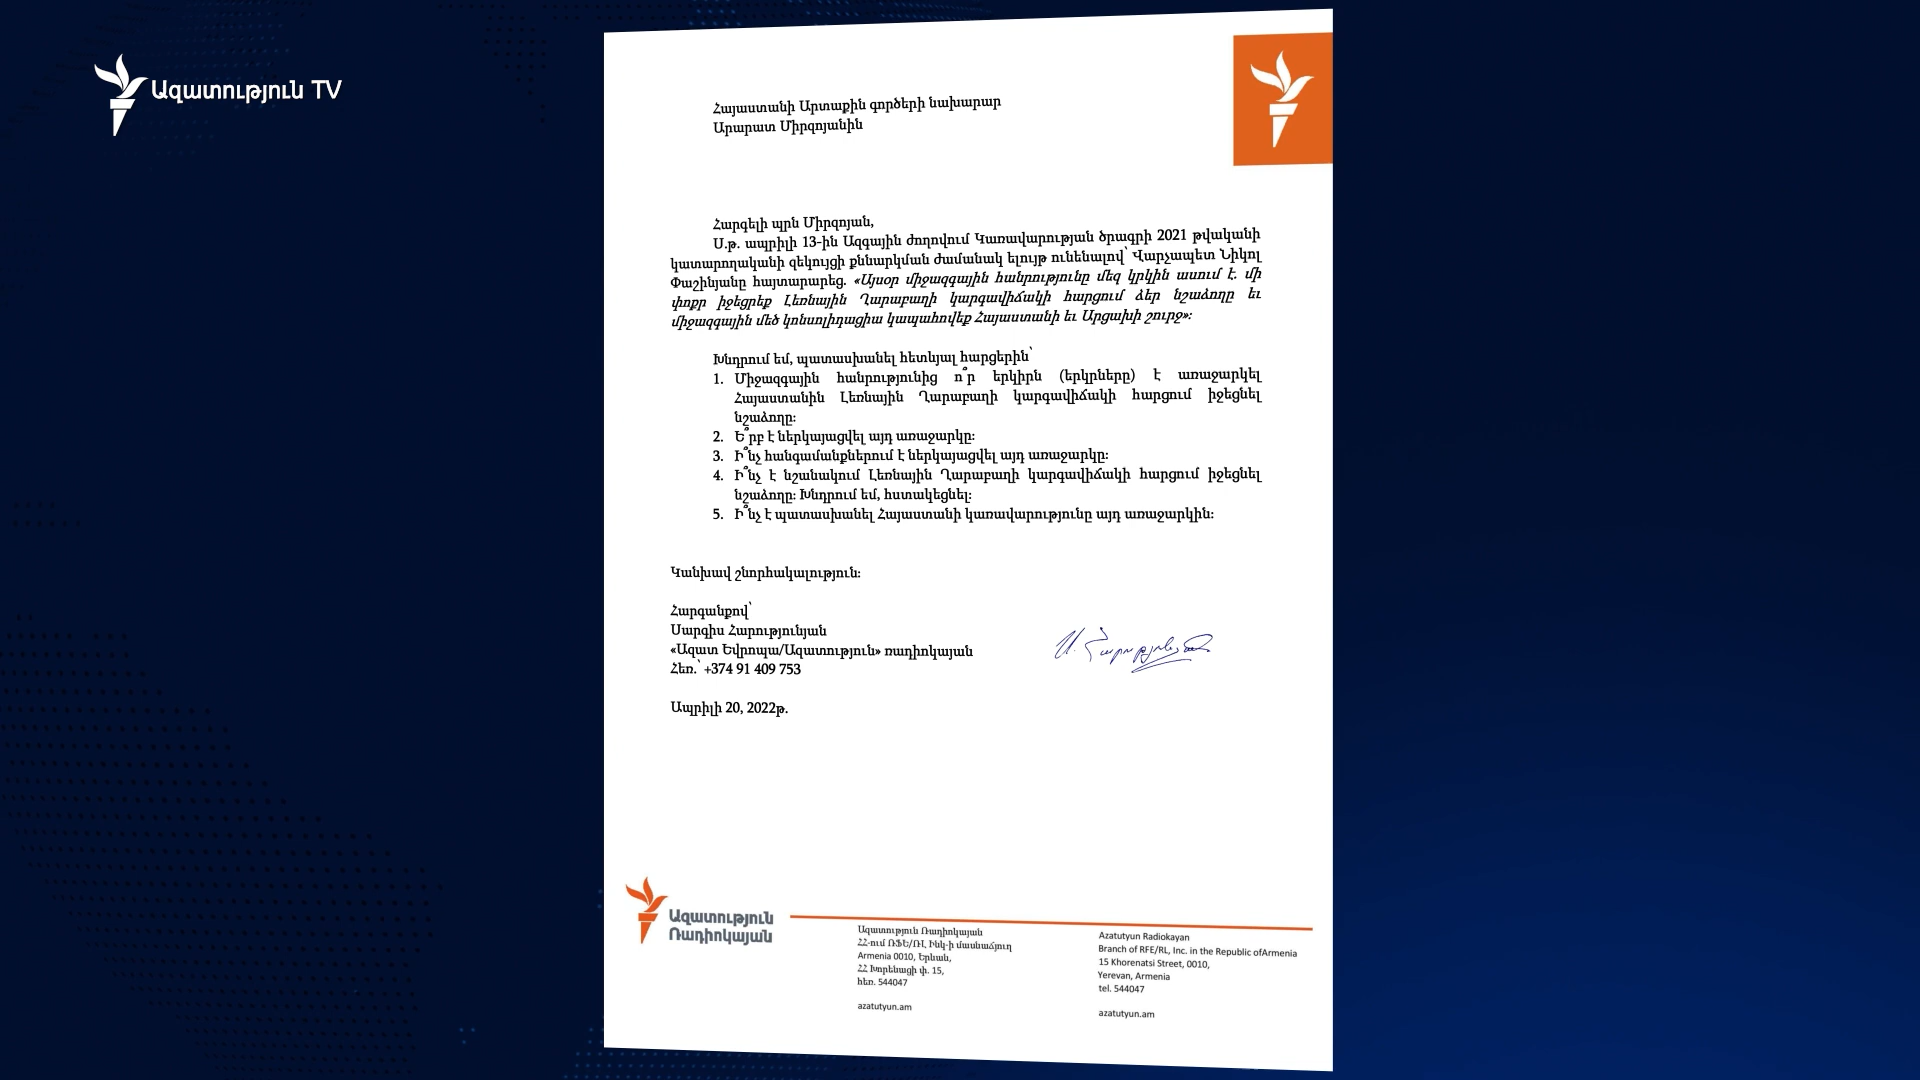 Ազատություն TV
Հայաստանի Արտաքին գործերի նախարար
Արարատ Միրզոյանին
Հարգելի պրն Միրզոյան,
Ս.թ. ապրիլի 13-ին Ազգային ժողովում Կառավարության ծրագրի 2021 թվականի
կատարողականի զեկույցի քննարկման ժամանակ ելույթ ունենալով՝ Վարչապետ Նիկոլ
Փաշինյանը հայտարարեց. «Այսօր միջազգային հանրությունը մեզ կրկին ասում է. մի
փոքր իջեցրեք Լեռնային Ղարաբաղի կարգավիճակի հարցում ձեր նշաձողը եւ
միջազգային մեծ կոնսոլիդացիա կապահովեք Հայաստանի եւ Արցախի շուրջ»:
Խնդրում եմ, պատասխանել հետևյալ հարցերին՝
1. Միջազգային հանրությունից ո՞ր երկիրն (երկրները) է առաջարկել
Հայաստանին Լեռնային Ղարաբաղի կարգավիճակի հարցում իջեցնել
նշաձողը:
2. Ե՞րբ է ներկայացվել այդ առաջարկը:
3. Ի՞նչ հանգամանքներում է ներկայացվել այդ առաջարկը:
4. Ի՞նչ է նշանակում Լեռնային Ղարաբաղի կարգավիճակի հարցում իջեցնել
նշաձողը: Խնդրում եմ, հստակեցնել:
5. Ի՞նչ է պատասխանել Հայաստանի կառավարությունը այդ առաջարկին:
Կանխավ շնորհակալություն:
Հարգանքով՝
Սարգիս Հարությունյան
«Ազատ Եվրոպա/Ազատություն» ռադիոկայան
Հեռ.՝ +374 91 409 753
Ս. Հարությունյան
Ապրիլի 20, 2022թ.
Ազատություն
Ռադիոկայան
Ազատություն Ռադիոկայան
ՀՀ-ում ՌՖԵ/ՌԼ Ինկ-ի մասնաճյուղ
Armenia 0010, Երևան,
ՀՀ Խորենացի փ. 15,
հեռ. 544047
azatutyun.am
Azatutyun Radiokayan
Branch of RFE/RL, Inc. in the Republic ofArmenia
15 Khorenatsi Street, 0010,
Yerevan, Armenia
tel. 544047
azatutyun.am